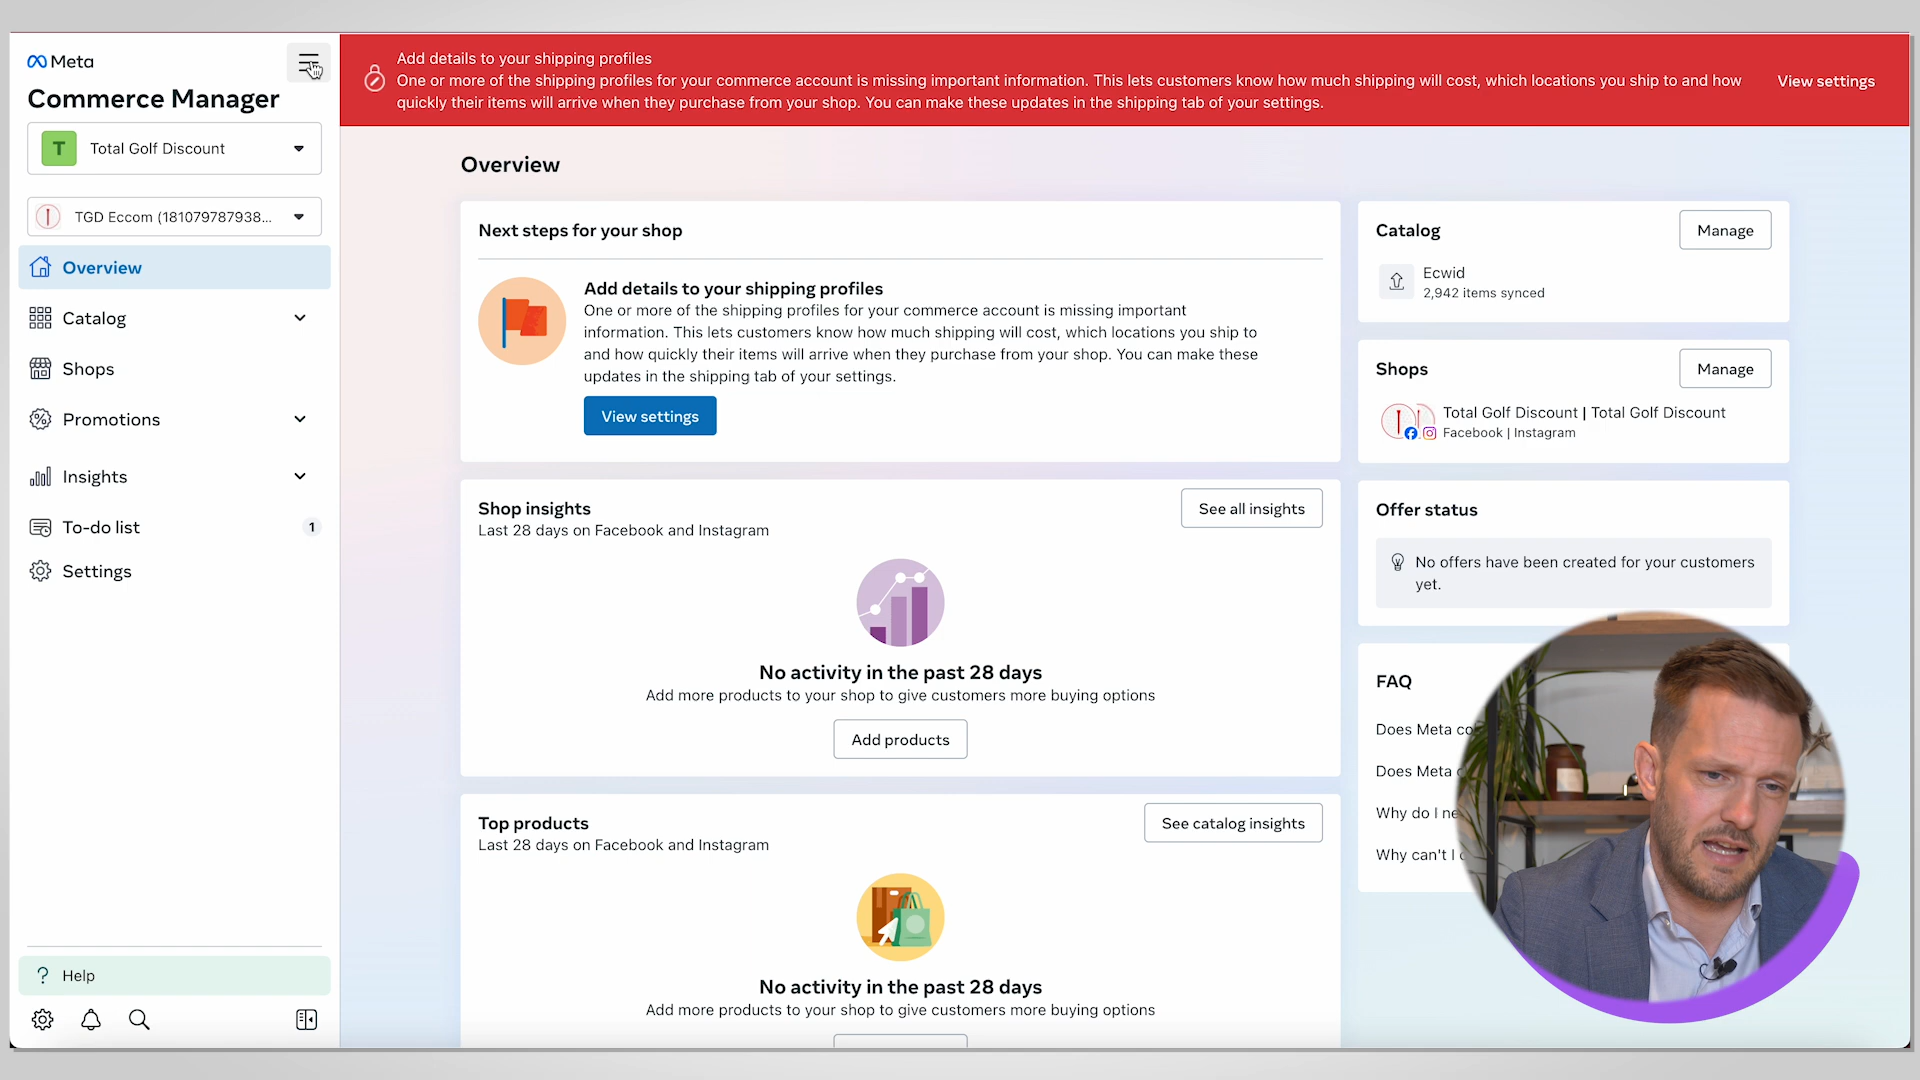 Meta
Commerce Manager
T Total Golf Discount
TGD Eccom (181079787938...
Overview
Catalog
Shops
Promotions
Insights
To-do list 1
Settings
? Help
Add details to your shipping profiles
One or more of the shipping profiles for your commerce account is missing important information. This lets customers know how much shipping will cost, which locations you ship to and how
quickly their items will arrive when they purchase from your shop. You can make these updates in the shipping tab of your settings.
View settings
Overview
Next steps for your shop
Add details to your shipping profiles
One or more of the shipping profiles for your commerce account is missing important
information. This lets customers know how much shipping will cost, which locations you ship to
and how quickly their items will arrive when they purchase from your shop. You can make these
updates in the shipping tab of your settings.
View settings
Shop insights
Last 28 days on Facebook and Instagram
See all insights
No activity in the past 28 days
Add more products to your shop to give customers more buying options
Add products
Top products
Last 28 days on Facebook and Instagram
See catalog insights
No activity in the past 28 days
Add more products to your shop to give customers more buying options
Catalog
Manage
Ecwid
2,942 items synced
Shops
Manage
Total Golf Discount | Total Golf Discount
Facebook | Instagram
Offer status
No offers have been created for your customers
yet.
FAQ
Does Meta
Does Meta
Why do I
Why can't I